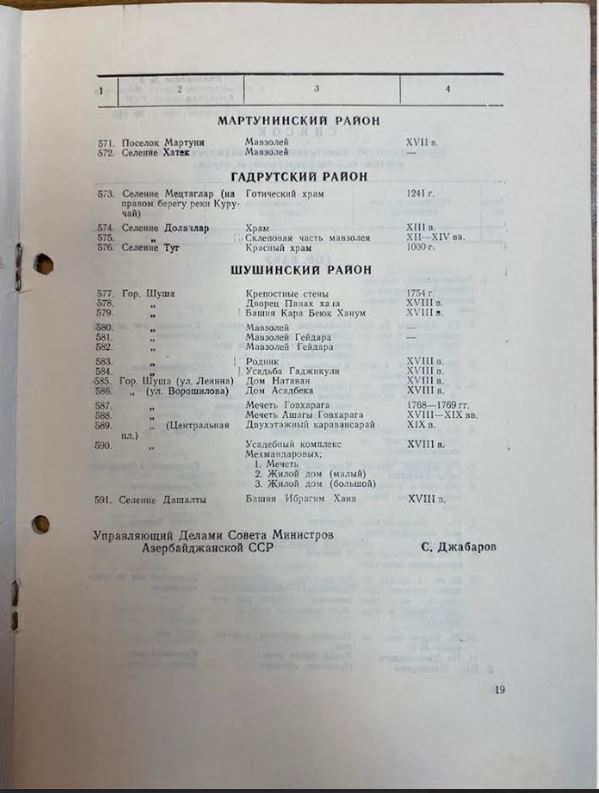 1 2 3 4
МАРТУНИНСКИЙ РАЙОН
571. Поселок Мартуни Мавзолей XVII в.
572. Селение Хатек Мавзолей —
ГАДРУТСКИЙ РАЙОН
573. Селение Мецтаглар (на Готический храм 1241 г.
правом берегу реки Куру-
чай)
574. Селение Долачлар Храм XIII в.
575. „ Склеповая часть мавзолея XII—XIV вв.
576. Селение Туг Красный храм 1000 г.
ШУШИНСКИЙ РАЙОН
577. Гор. Шуша Крепостные стены 1754 г.
578. „ Дворец Панах хана XVIII в.
579. „ Башня Кара Беюк Ханум XVIII в.
580. „ Мавзолей —
581. „ Мавзолей Гейдара —
582. „ Мавзолей Гейдара
583. „ Родник XVIII в.
584. „ Усадьба Гаджикули XVIII в.
585. Гор. Шуша (ул. Ленина) Дом Натаван XVIII в.
586. „ (ул. Ворошилова) Дом Асадбека XVIII в.
587. „ Мечеть Говхарага 1768—1769 гг.
588. „ Мечеть Ашагы Говхарага XVIII—XIX вв.
589. „ (Центральная Двухэтажный караван­сарай XIX в.
пл.)
590. „ Усадебный комплекс XVIII в.
Мехмандаровых;
1. Мечеть
2. Жилой дом (малый)
3. Жилой дом (большой)
591. Селение Дашалты Башня Ибрагим Хана XVIII в.
Управляющий Делами Совета Министров
Азербайджанской ССР С. Джабаров
19